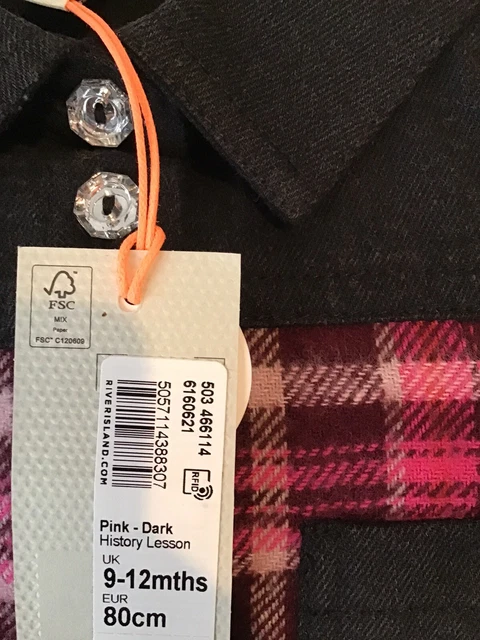 FSC
MIX
Paper
FSC™ C120609
503 466114
6160621
5057114388307
RIVERISLAND.COM
RFID
Pink - Dark
History Lesson
UK
9-12mths
EUR
80cm